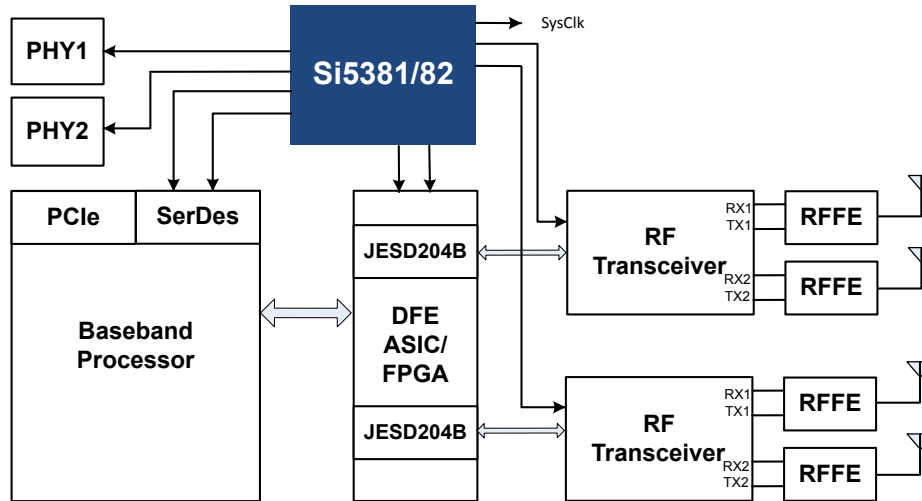 SysClk
PHY1
Si5381/82
PHY2
PCIe
SerDes
JESD204B
Baseband
Processor
DFE
ASIC/
FPGA
JESD204B
RF
Transceiver
RX1
TX1
RX2
TX2
RFFE
RFFE
RF
Transceiver
RX1
TX1
RX2
TX2
RFFE
RFFE